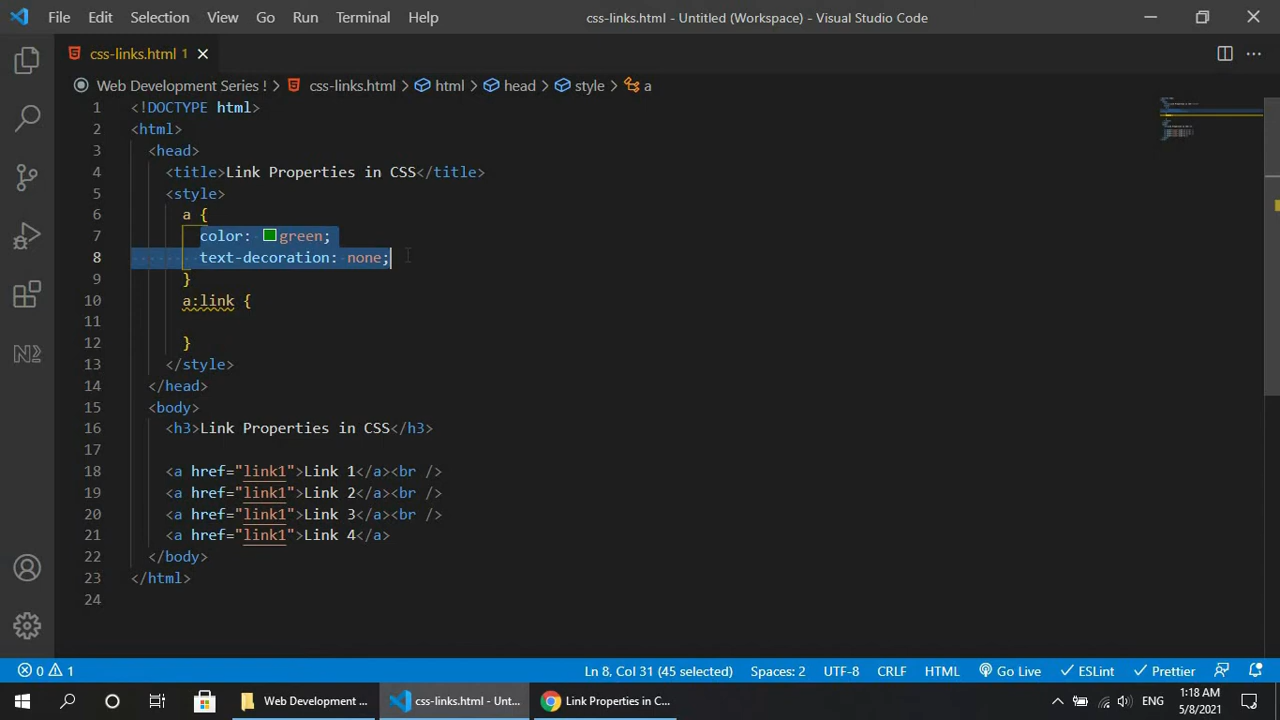 File Edit Selection View Go Run Terminal Help css-links.html - Untitled (Workspace) - Visual Studio Code
css-links.html 1
Web Development Series ! > css-links.html > html > head > style > a
1 <!DOCTYPE html>
2 <html>
3 <head>
4 <title>Link Properties in CSS</title>
5 <style>
6 a {
7 color: green;
8 text-decoration: none;
9 }
10 a:link {
11
12 }
13 </style>
14 </head>
15 <body>
16 <h3>Link Properties in CSS</h3>
17
18 <a href="link1">Link 1</a><br />
19 <a href="link1">Link 2</a><br />
20 <a href="link1">Link 3</a><br />
21 <a href="link1">Link 4</a>
22 </body>
23 </html>
24
0 1 Ln 8, Col 31 (45 selected) Spaces: 2 UTF-8 CRLF HTML Go Live ESLint Prettier
Web Development ... css-links.html - Unt... Link Properties in C... ENG 1:18 AM
5/8/2021